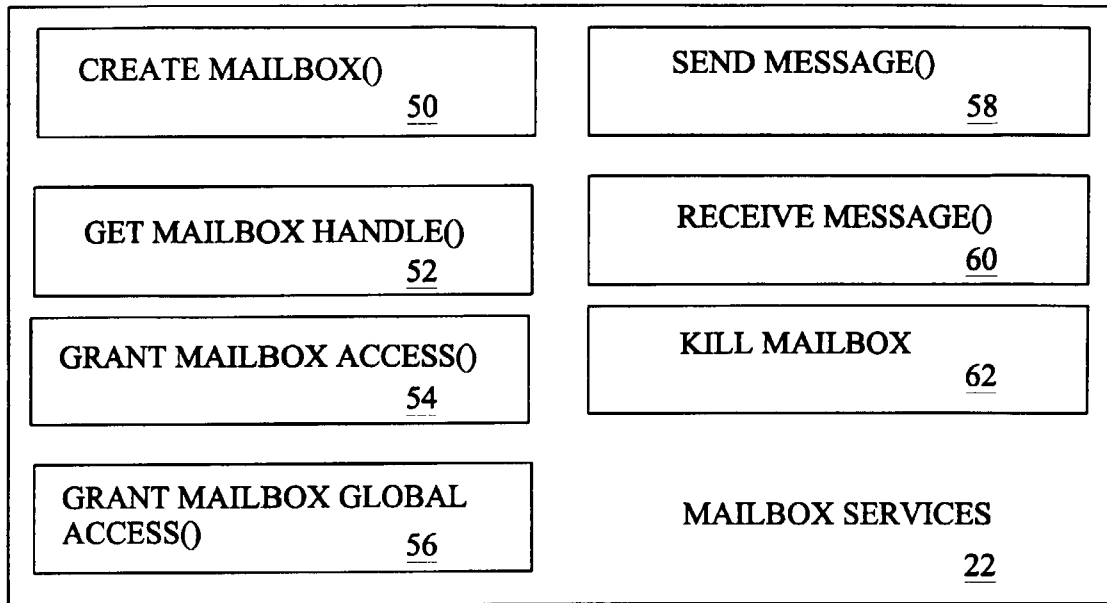 CREATE MAILBOX()
50
GET MAILBOX HANDLE()
52
GRANT MAILBOX ACCESS()
54
GRANT MAILBOX GLOBAL
ACCESS()
56
SEND MESSAGE()
58
RECEIVE MESSAGE()
60
KILL MAILBOX
62
MAILBOX SERVICES
22